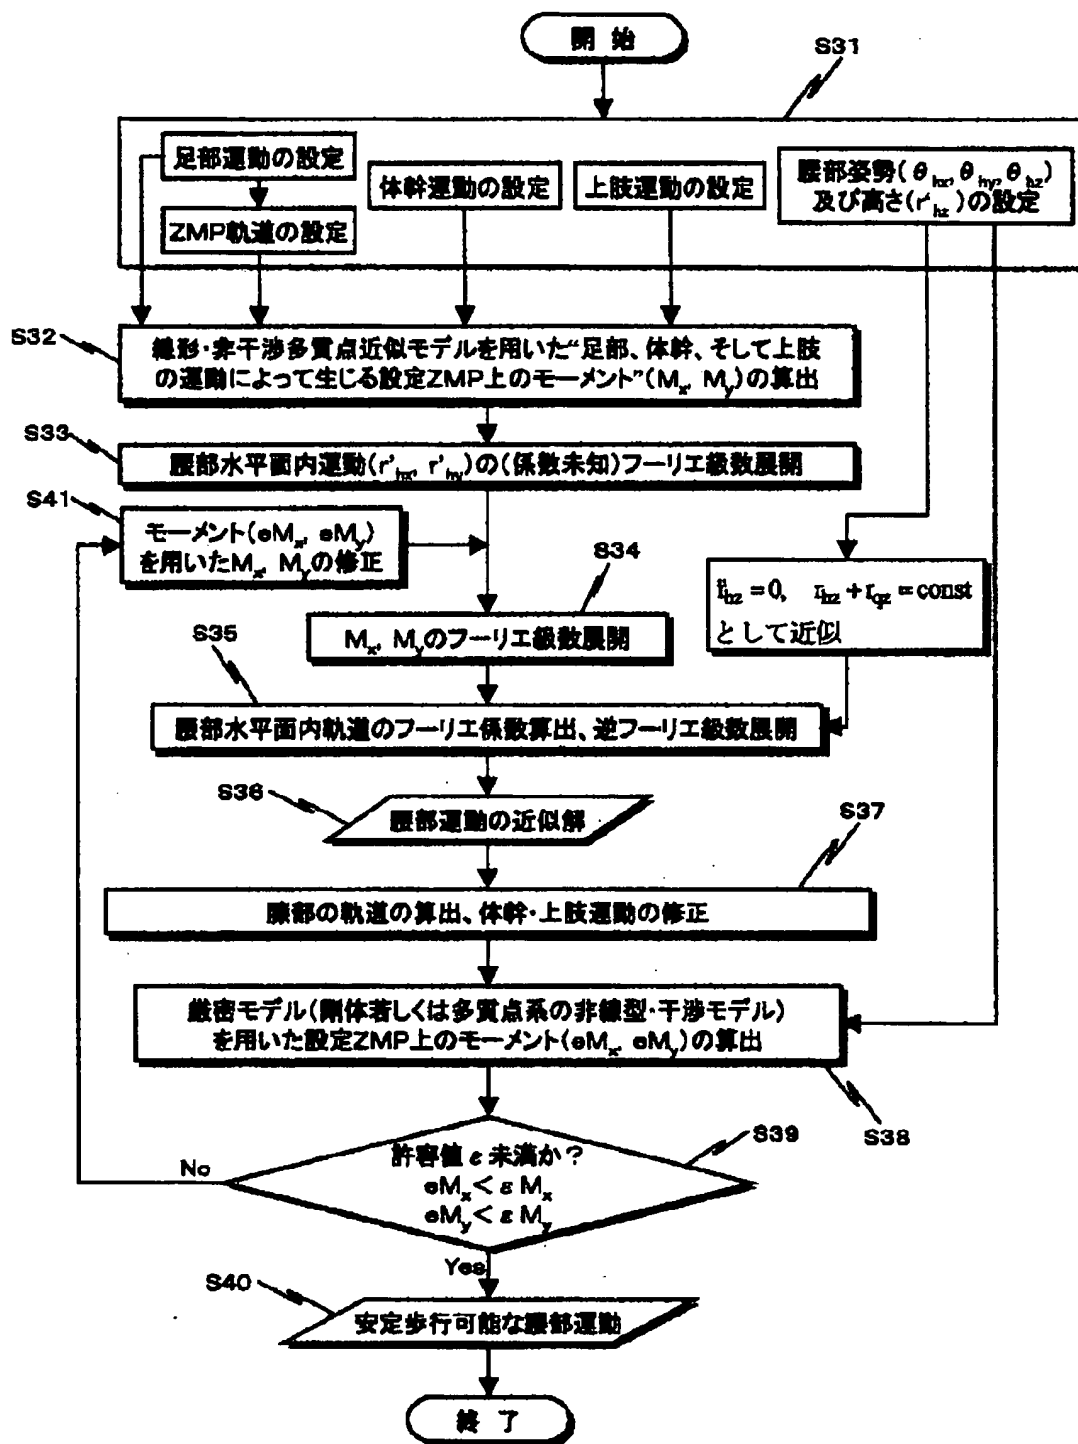 開 始
S31
足部運動の設定
ZMP軌道の設定
体幹運動の設定
上肢運動の設定
腰部姿勢(θhx, θhy, θhz)
及び高さ(r'hz)の設定
S32
線形・非干渉多質点近似モデルを用いた“足部、体幹、そして上肢
の運動によって生じる設定ZMP上のモーメント”(Mx, My)の算出
S33
腰部水平面内運動(r'hx, r'hy)の(係数未知)フーリエ級数展開
S41
モーメント(eMx, eMy)
を用いたMx, Myの修正
S34
Mx, Myのフーリエ級数展開
r̈hz = 0, rhz + rqz = const
として近似
S35
腰部水平面内軌道のフーリエ係数算出、逆フーリエ級数展開
S36
腰部運動の近似解
S37
膝部の軌道の算出、体幹・上肢運動の修正
厳密モデル(剛体若しくは多質点系の非線型・干渉モデル)
を用いた設定ZMP上のモーメント(eMx, eMy)の算出
S38
S39
許容値 ε 未満か?
eMx < ε Mx
eMy < ε My
No
Yes
S40
安定歩行可能な腰部運動
終 了